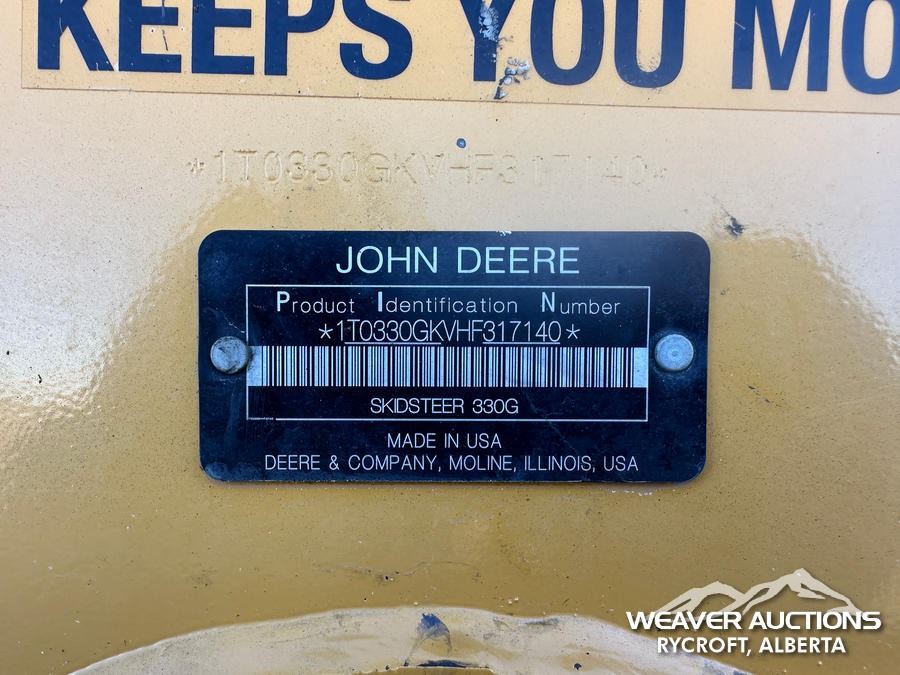 KEEPS YOU MO
*1T0330GKVHF317140*
JOHN DEERE
Product Identification Number
*1T0330GKVHF317140*
SKIDSTEER 330G
MADE IN USA
DEERE & COMPANY, MOLINE, ILLINOIS, USA
WEAVER AUCTIONS
RYCROFT, ALBERTA